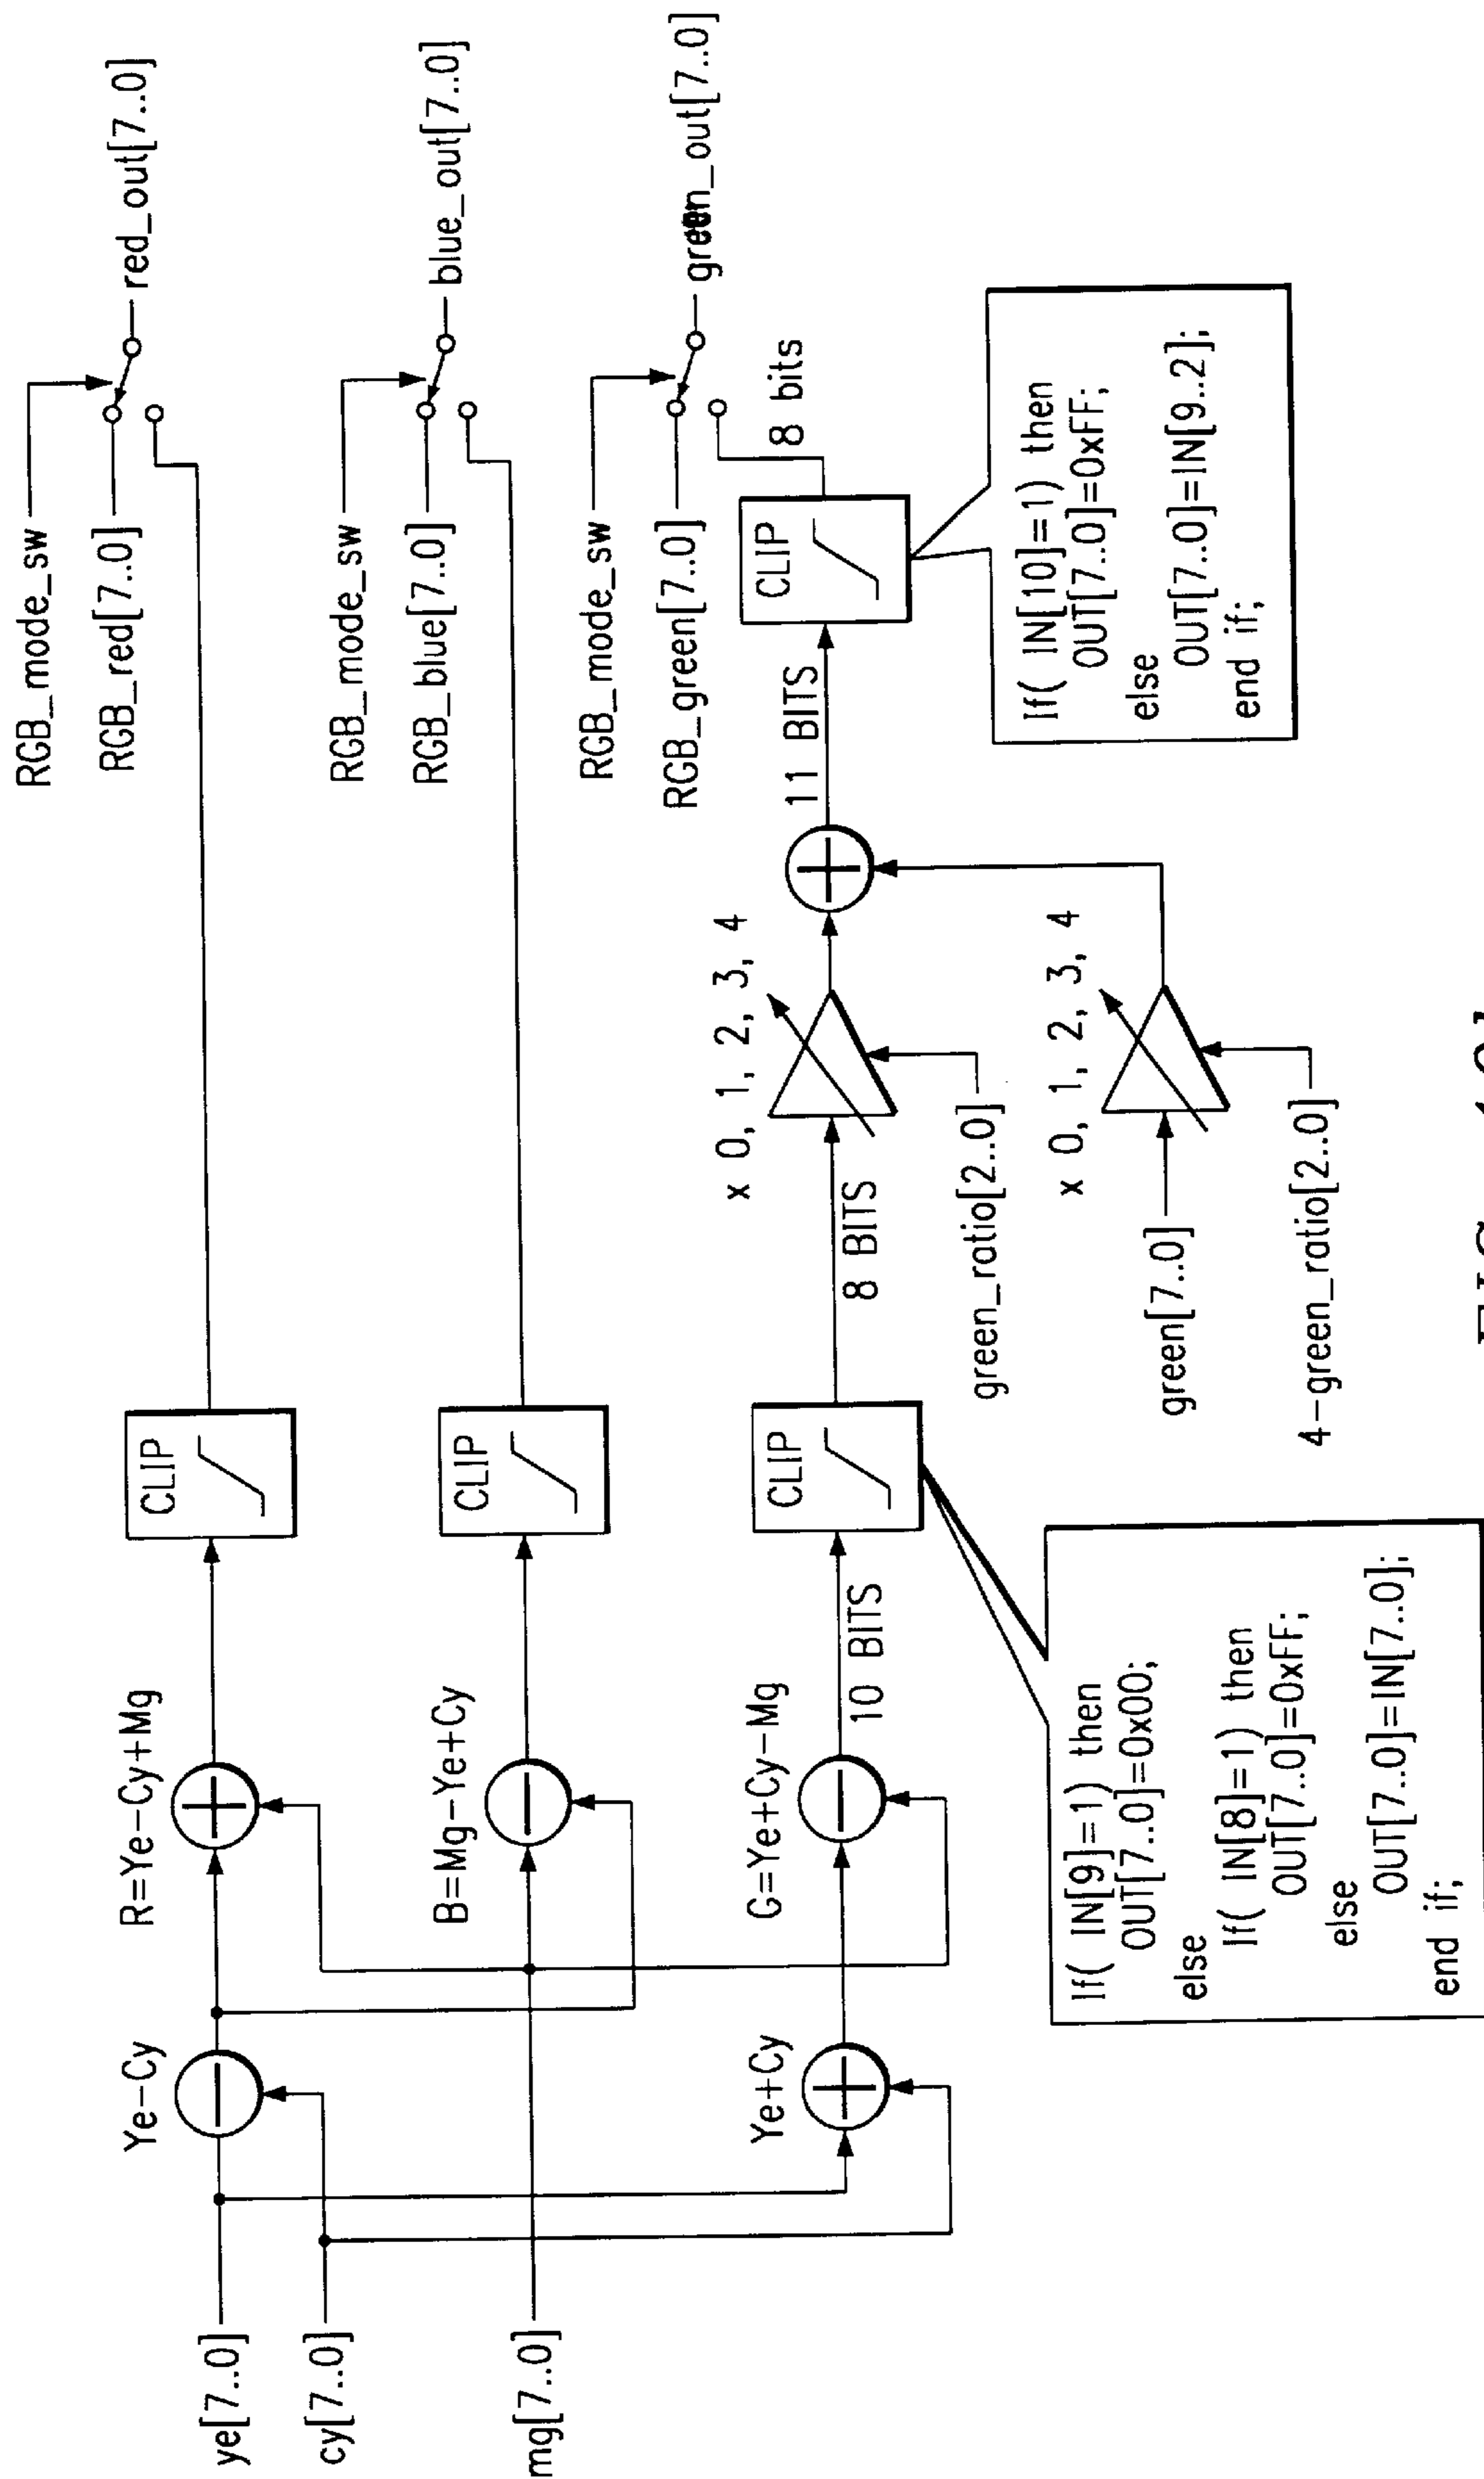 RGB_mode_sw
RGB_red[7..0]
red_out[7..0]
RGB_mode_sw
RGB_blue[7..0]
blue_out[7..0]
RGB_mode_sw
RGB_green[7..0]
green_out[7..0]
ye[7..0]
cy[7..0]
mg[7..0]
Ye-Cy
R=Ye-Cy+Mg
CLIP
B=Mg-Ye+Cy
CLIP
Ye+Cy
G=Ye+Cy-Mg
10 BITS
CLIP
8 BITS
x 0, 1, 2, 3, 4
green_ratio[2..0]
11 BITS
CLIP
8 bits
green[7..0]
x 0, 1, 2, 3, 4
4-green_ratio[2..0]
If( IN[9]=1) then
OUT[7..0]=0x00;
else
If( IN[8]=1) then
OUT[7..0]=0xFF;
else
OUT[7..0]=IN[7..0];
end if;
If( IN[10]=1) then
OUT[7..0]=0xFF;
else
OUT[7..0]=IN[9..2];
end if;